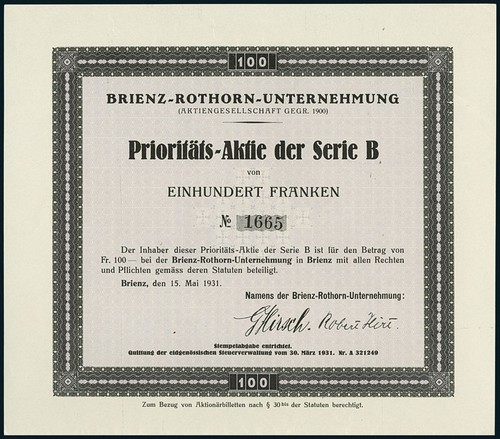 100
BRIENZ-ROTHORN-UNTERNEHMUNG
(AKTIENGESELLSCHAFT GEGR. 1900)
Prioritäts-Aktie der Serie B
von
EINHUNDERT FRANKEN
№ 1665
Der Inhaber dieser Prioritäts-Aktie der Serie B ist für den Betrag von
Fr. 100 — bei der Brienz-Rothorn-Unternehmung in Brienz mit allen Rechten
und Pflichten gemäss deren Statuten beteiligt.
Brienz, den 15. Mai 1931.
Namens der Brienz-Rothorn-Unternehmung:
Stempelabgabe entrichtet.
Quittung der eidgenössischen Steuerverwaltung vom 30. März 1931. Nr. A 321249
100
Zum Bezug von Aktionärbilletten nach § 30 bis der Statuten berechtigt.